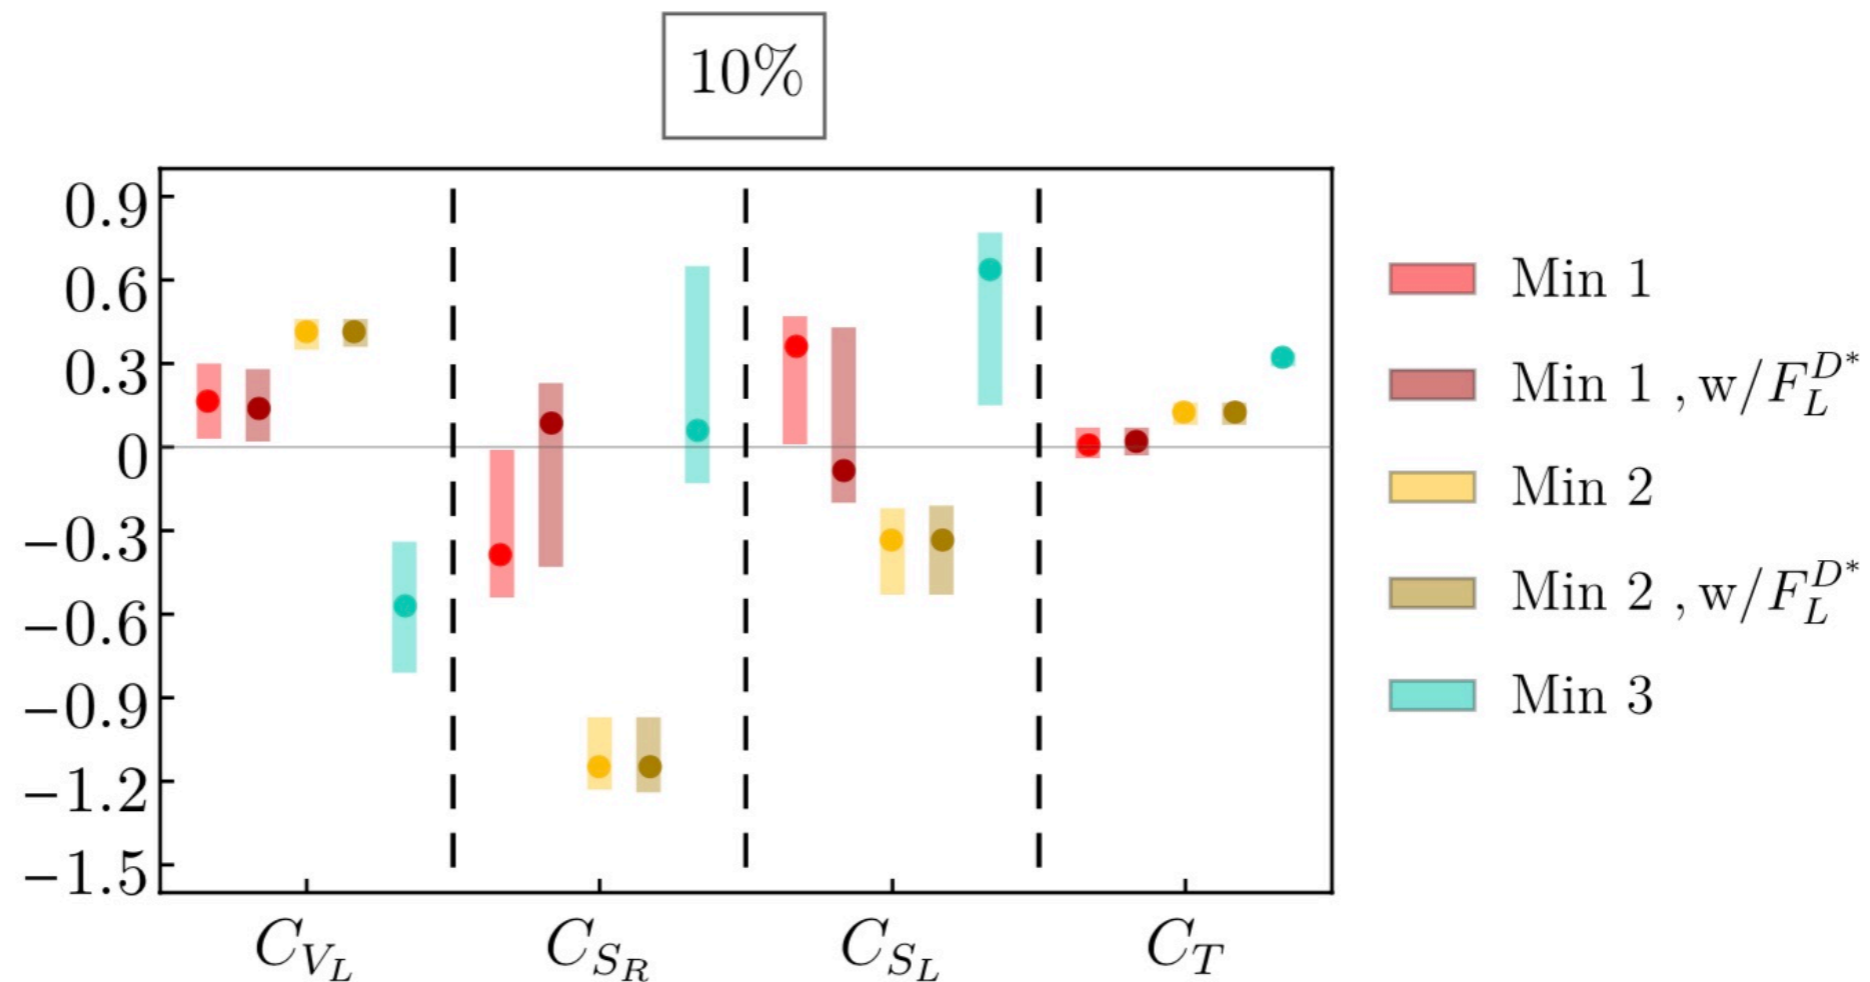 10%
0.9
0.6
0.3
0
−0.3
−0.6
−0.9
−1.2
−1.5
C_{V_L} C_{S_R} C_{S_L} C_T
Min 1
Min 1 , w/F_L^{D*}
Min 2
Min 2 , w/F_L^{D*}
Min 3